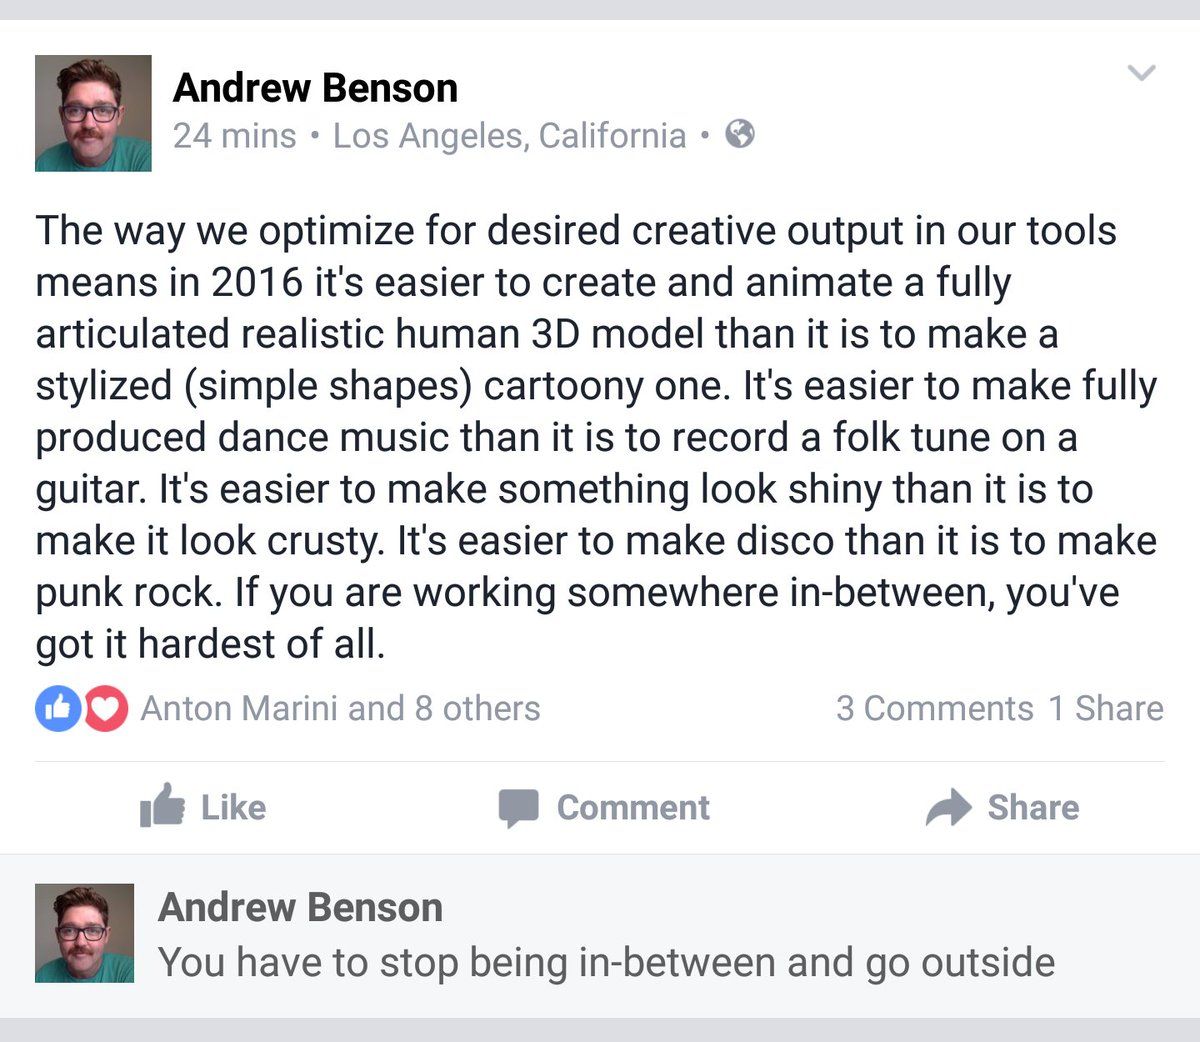 Andrew Benson
24 mins • Los Angeles, California •
The way we optimize for desired creative output in our tools
means in 2016 it's easier to create and animate a fully
articulated realistic human 3D model than it is to make a
stylized (simple shapes) cartoony one. It's easier to make fully
produced dance music than it is to record a folk tune on a
guitar. It's easier to make something look shiny than it is to
make it look crusty. It's easier to make disco than it is to make
punk rock. If you are working somewhere in-between, you've
got it hardest of all.
Anton Marini and 8 others 3 Comments 1 Share
Like Comment Share
Andrew Benson
You have to stop being in-between and go outside